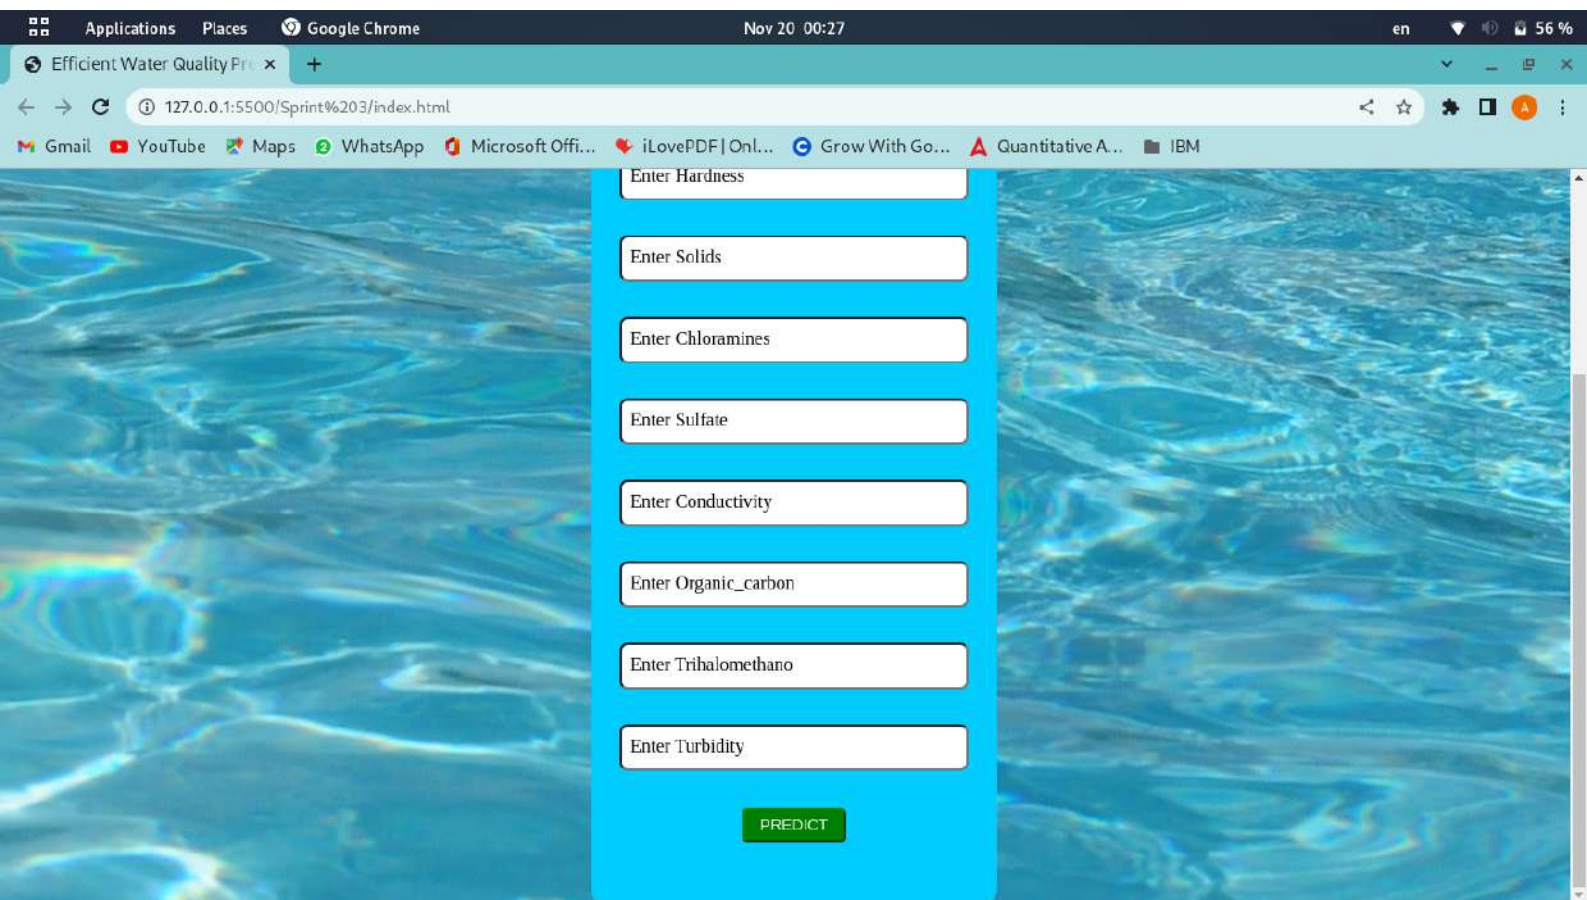 Applications Places Google Chrome Nov 20 00:27 en 56 %
Efficient Water Quality Pre
127.0.0.1:5500/Sprint%203/index.html A
Gmail YouTube Maps WhatsApp Microsoft Offi... iLovePDF | Onl... Grow With Go... Quantitative A... IBM
Enter Hardness
Enter Solids
Enter Chloramines
Enter Sulfate
Enter Conductivity
Enter Organic_carbon
Enter Trihalomethano
Enter Turbidity
PREDICT